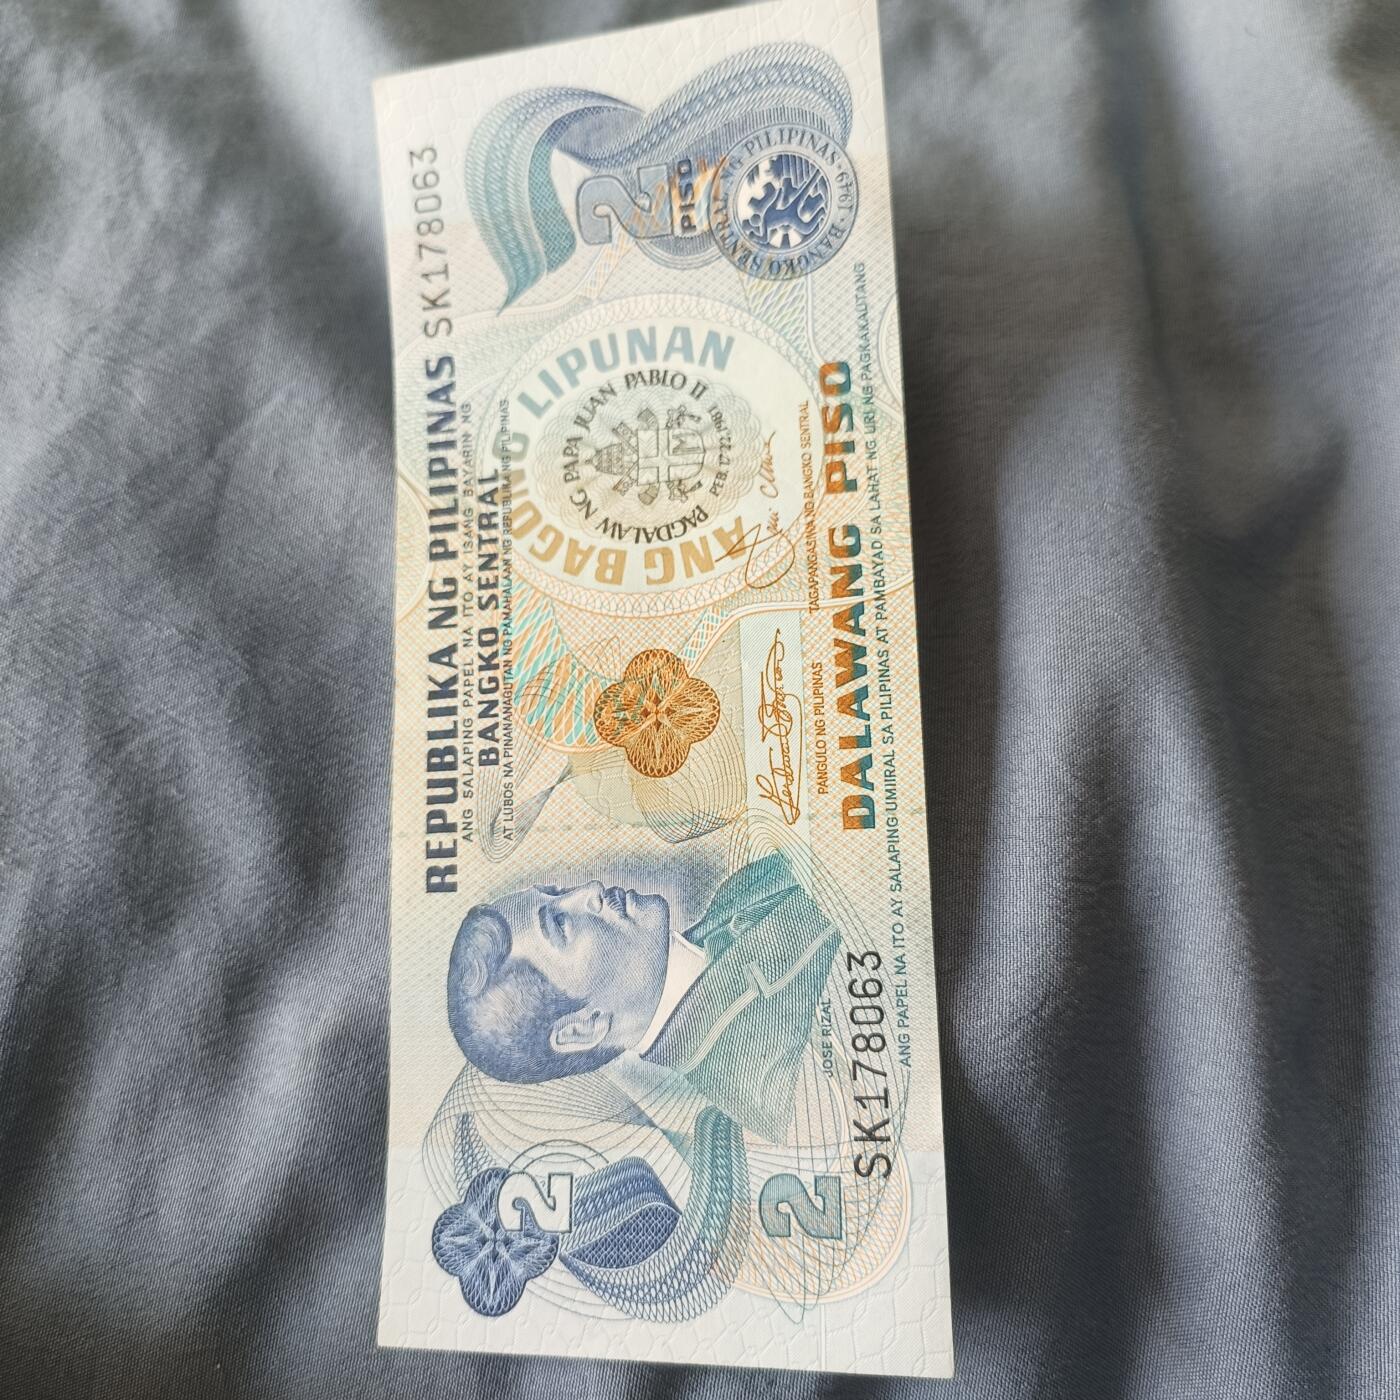 REPUBLIKA NG PILIPINAS
SK178063
ANG SALAPING PAPEL NA ITO AY ISANG BAYARIN NG
BANGKO SENTRAL
AT LUBOS NA PINANANAGUTAN NG PAMAHALAAN NG REPUBLIKA NG PILIPINAS
2
2
PISO
BANGKO SENTRAL NG PILIPINAS · 1949 ·
ANG BAGONG LIPUNAN
PAGDALAW NG PAPA JUAN PABLO II
PEB. 17-22, 1981
PANGULO NG PILIPINAS
TAGAPANGASIWA NG BANGKO SENTRAL
JOSE RIZAL
DALAWANG PISO
2
SK178063
ANG PAPEL NA ITO AY SALAPING UMIIRAL SA PILIPINAS AT PAMBAYAD SA LAHAT NG URI NG PAGKAKAUTANG